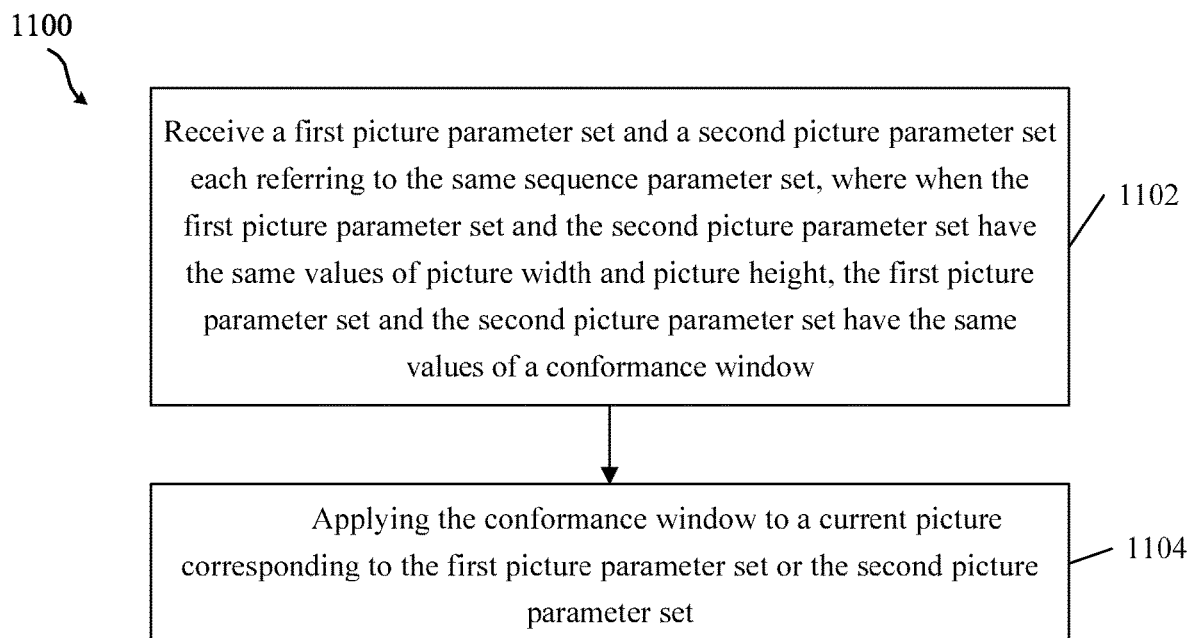 1100
Receive a first picture parameter set and a second picture parameter set
each referring to the same sequence parameter set, where when the
first picture parameter set and the second picture parameter set have
the same values of picture width and picture height, the first picture
parameter set and the second picture parameter set have the same
values of a conformance window
1102
Applying the conformance window to a current picture
corresponding to the first picture parameter set or the second picture
parameter set
1104